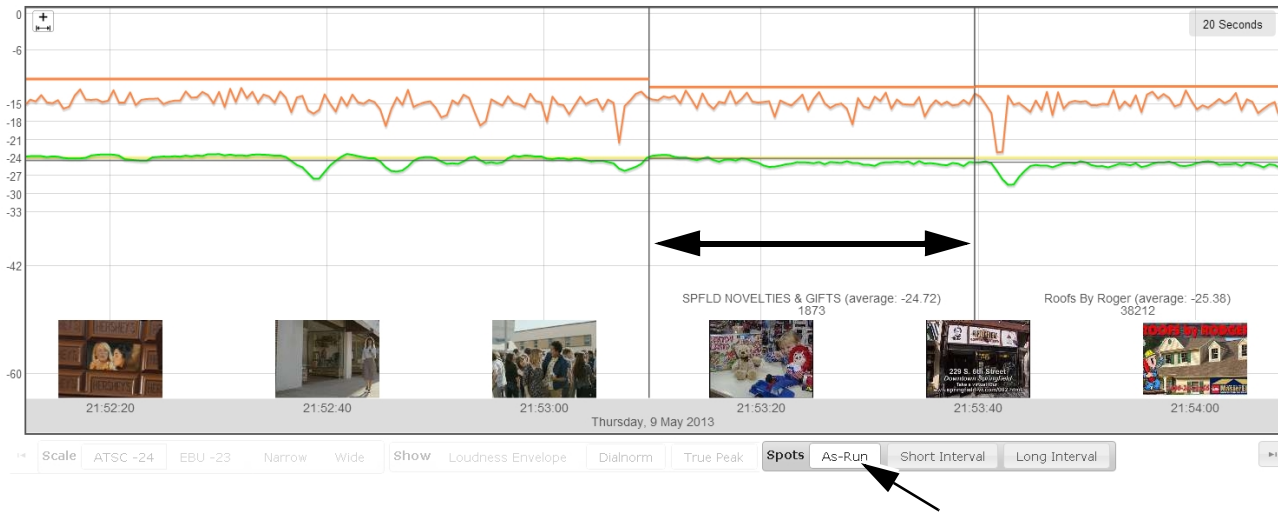 0
20 Seconds
-6
-15
-18
-21
-24
-27
-30
-33
-42
SPFLD NOVELTIES & GIFTS (average: -24.72)
1873
Roofs By Roger (average: -25.38)
38212
HERSHEY'S
HERSHEY'S
229 S. 6th Street
Downtown Springfield
ROOFS by RODGER
-60
21:52:20 21:52:40 21:53:00 21:53:20 21:53:40 21:54:00
Thursday, 9 May 2013
Scale ATSC -24 EBU -23 Narrow Wide Show Loudness Envelope Dialnorm True Peak Spots As-Run Short Interval Long Interval